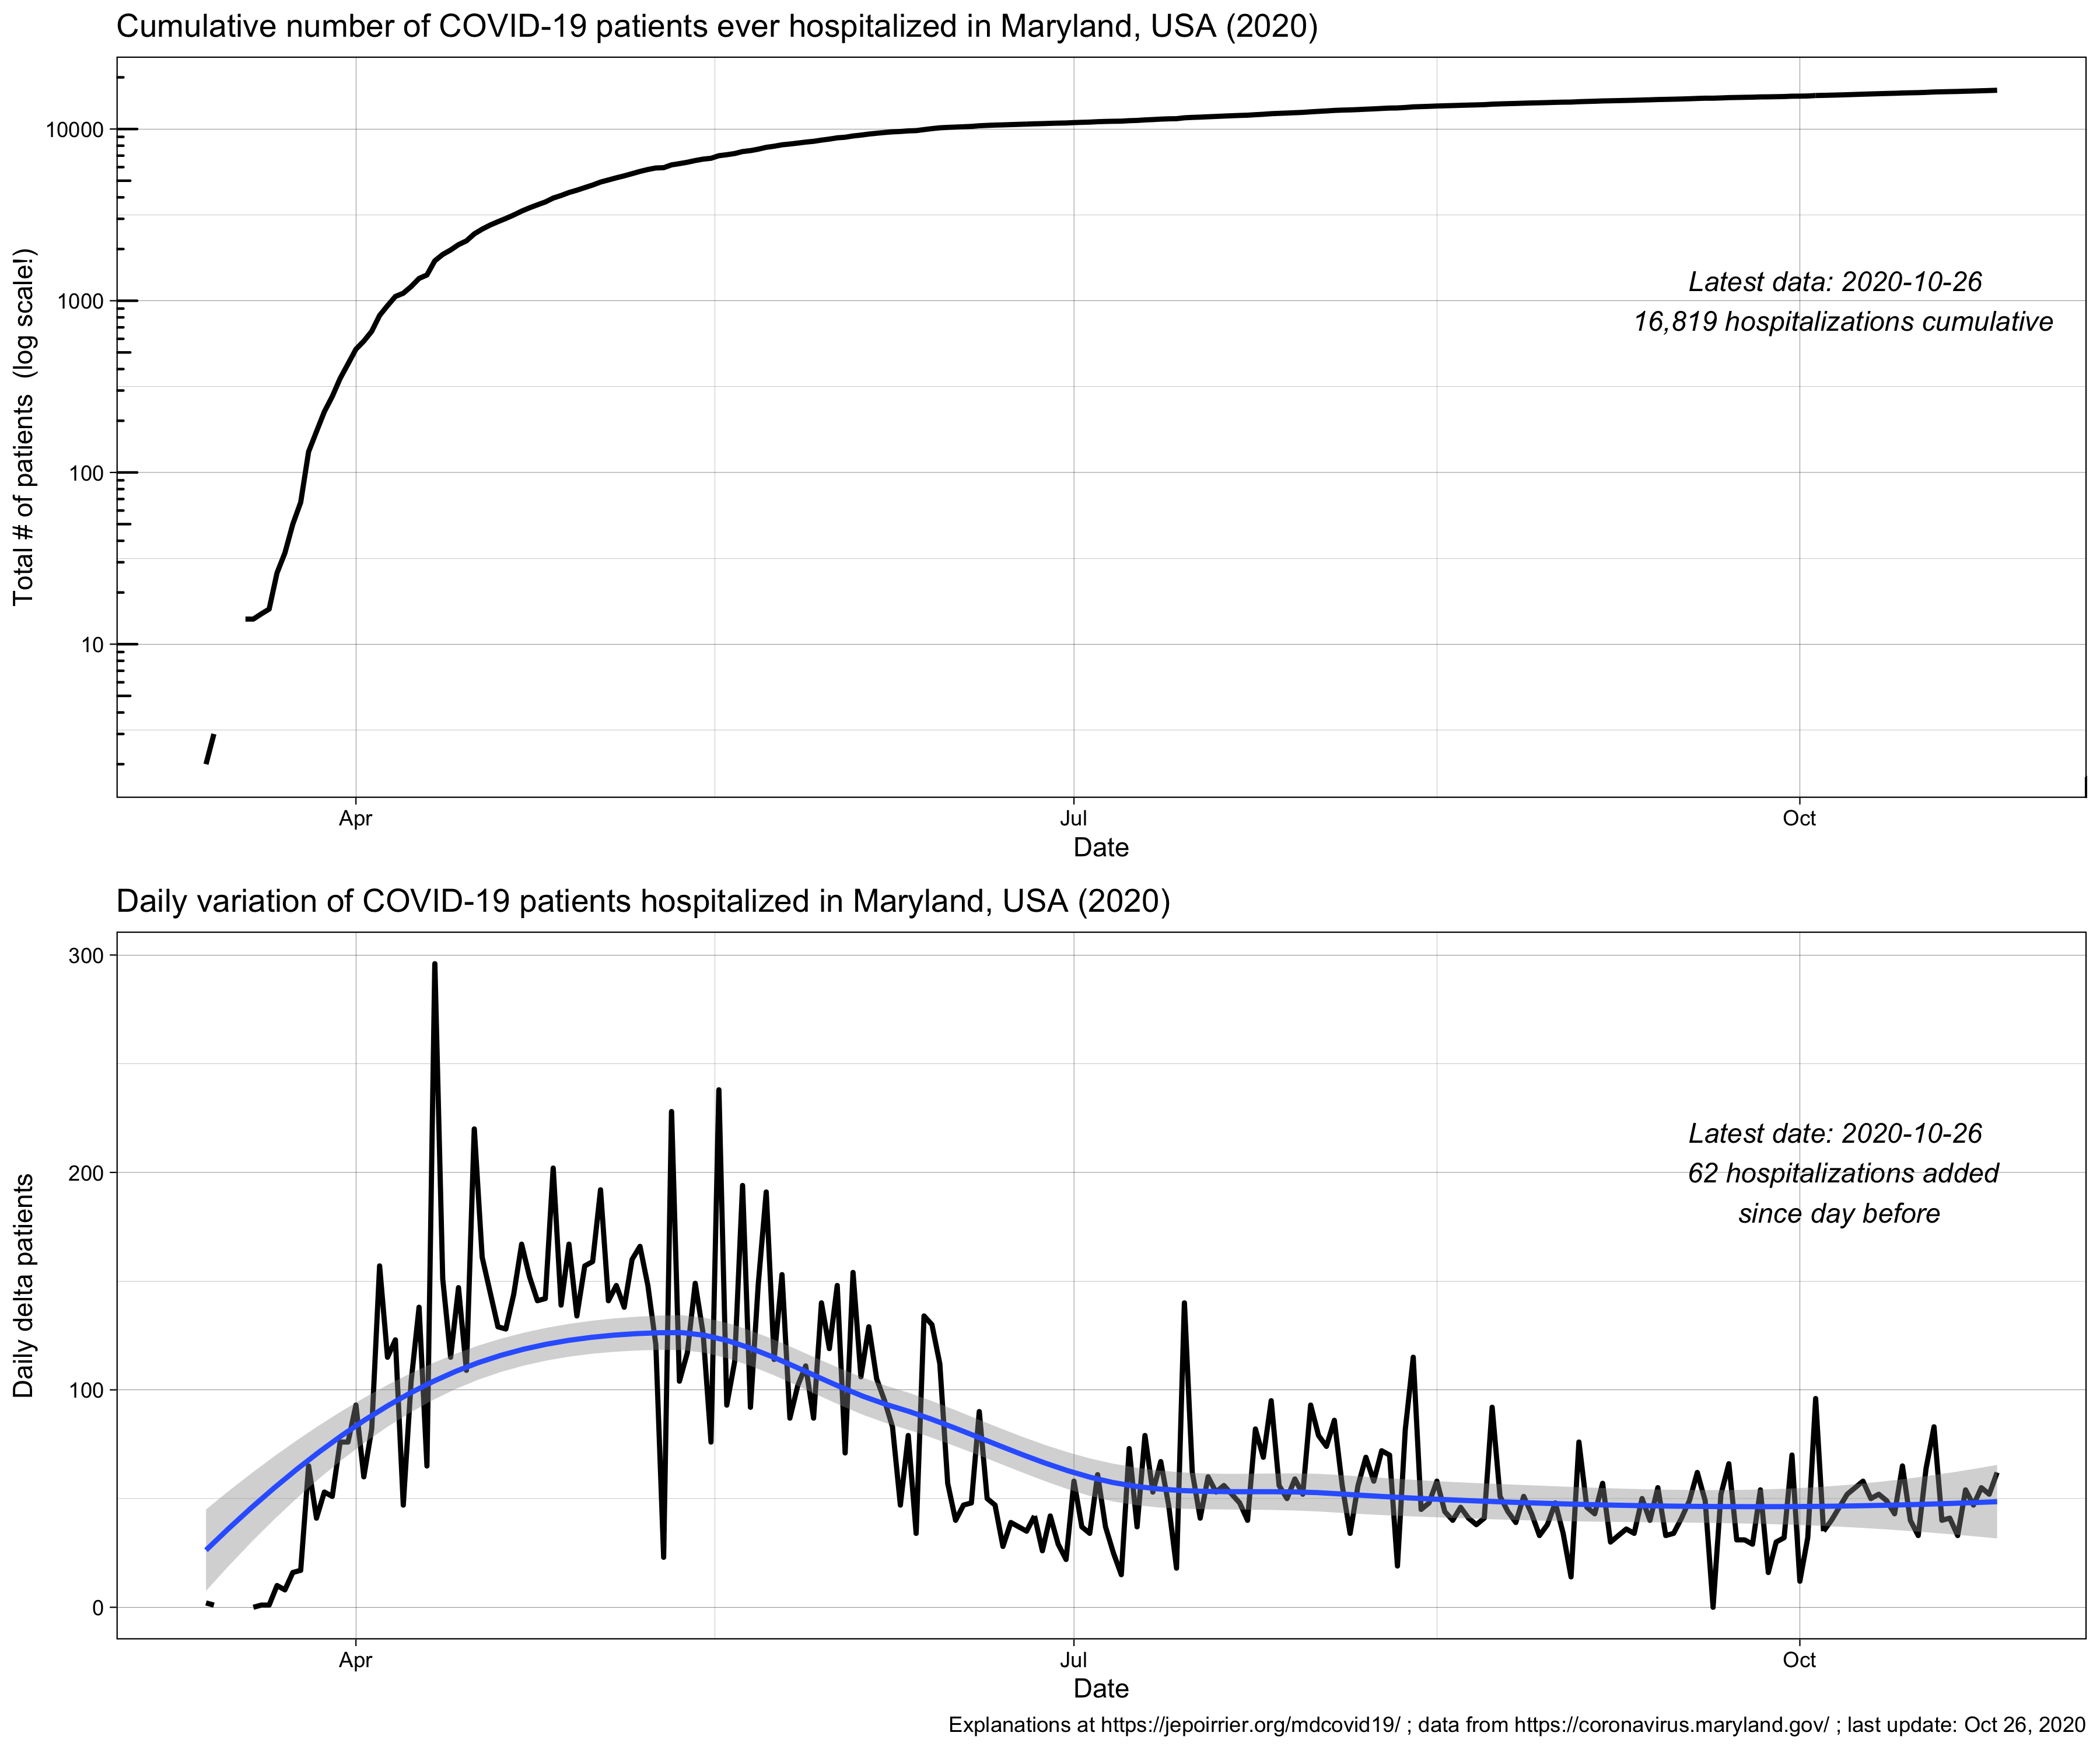 Cumulative number of COVID-19 patients ever hospitalized in Maryland, USA (2020)
Total # of patients  (log scale!)
10000
1000
100
10
Latest data: 2020-10-26
16,819 hospitalizations cumulative
Apr
Jul
Oct
Date
Daily variation of COVID-19 patients hospitalized in Maryland, USA (2020)
Daily delta patients
300
200
100
0
Latest date: 2020-10-26
62 hospitalizations added
since day before
Apr
Jul
Oct
Date
Explanations at https://jepoirrier.org/mdcovid19/ ; data from https://coronavirus.maryland.gov/ ; last update: Oct 26, 2020